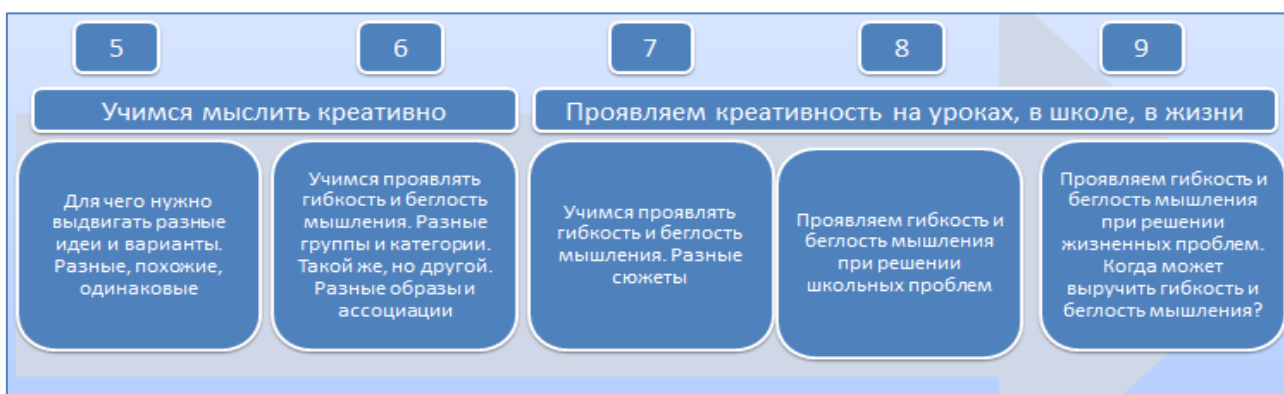 5
6
7
8
9
Учимся мыслить креативно
Проявляем креативность на уроках, в школе, в жизни
Для чего нужно
выдвигать разные
идеи и варианты.
Разные, похожие,
одинаковые
Учимся проявлять
гибкость и беглость
мышления. Разные
группы и категории.
Такой же, но другой.
Разные образы и
ассоциации
Учимся проявлять
гибкость и беглость
мышления. Разные
сюжеты
Проявляем гибкость и
беглость мышления
при решении
школьных проблем
Проявляем гибкость и
беглость мышления
при решении
жизненных проблем.
Когда может
выручить гибкость и
беглость мышления?